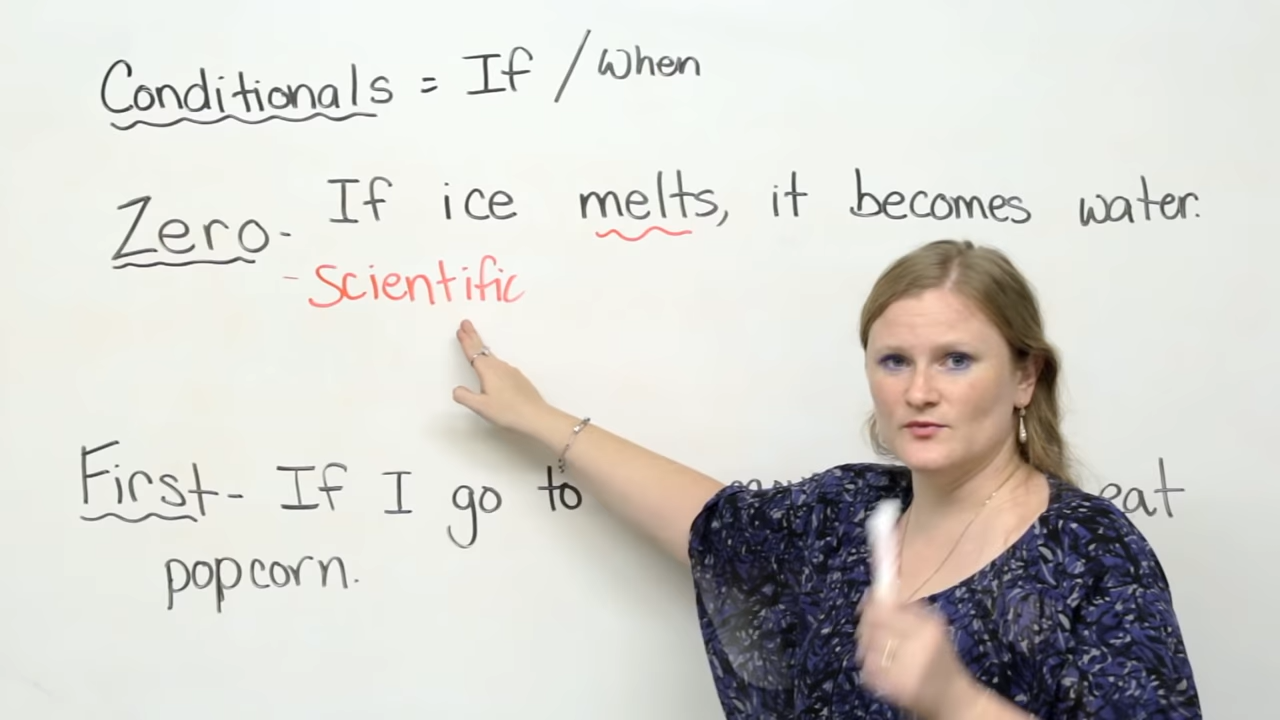 Conditionals = If / When
Zero - If ice melts, it becomes water.
- Scientific
First - If I go to eat
popcorn.